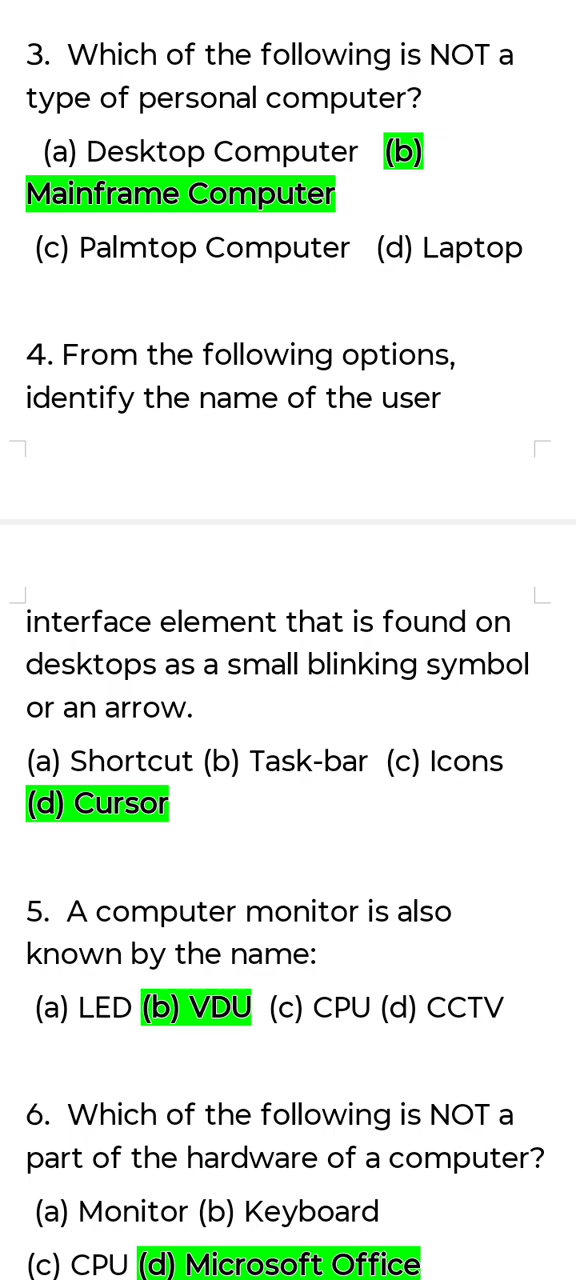 3. Which of the following is NOT a
type of personal computer?
(a) Desktop Computer (b)
Mainframe Computer
(c) Palmtop Computer (d) Laptop
4. From the following options,
identify the name of the user
interface element that is found on
desktops as a small blinking symbol
or an arrow.
(a) Shortcut (b) Task-bar (c) Icons
(d) Cursor
5. A computer monitor is also
known by the name:
(a) LED (b) VDU (c) CPU (d) CCTV
6. Which of the following is NOT a
part of the hardware of a computer?
(a) Monitor (b) Keyboard
(c) CPU (d) Microsoft Office